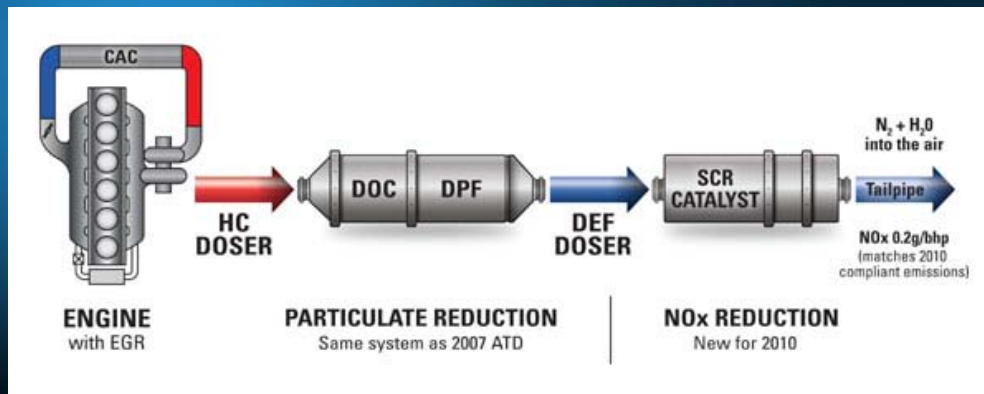 CAC
HC
DOSER
DOC
DPF
DEF
DOSER
SCR
CATALYST
N₂ + H₂0
into the air
Tailpipe
NOx 0.2g/bhp
(matches 2010
compliant emissions)
ENGINE
with EGR
PARTICULATE REDUCTION
Same system as 2007 ATD
NOx REDUCTION
New for 2010